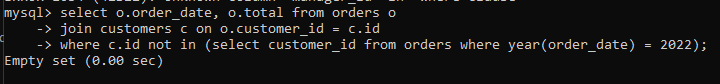 mysql> select o.order_date, o.total from orders o
-> join customers c on o.customer_id = c.id
-> where c.id not in (select customer_id from orders where year(order_date) = 2022);
Empty set (0.00 sec)